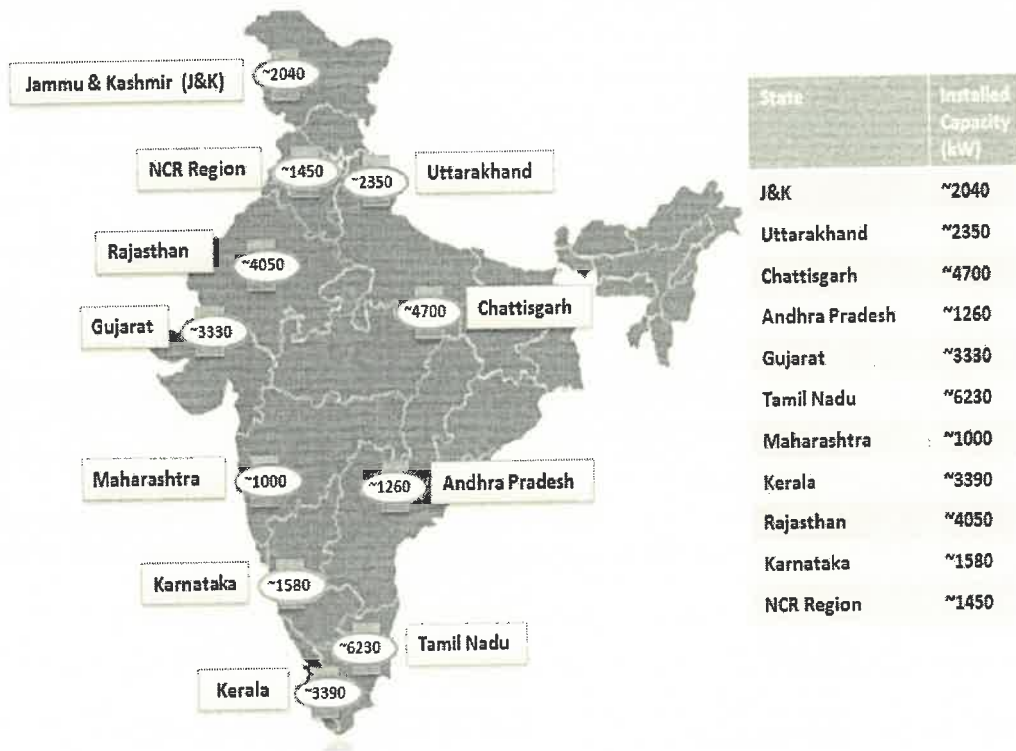 Jammu & Kashmir (J&K)
~2040
NCR Region
~1450
~2350
Uttarakhand
Rajasthan
~4050
Gujarat
~3330
~4700
Chattisgarh
Maharashtra
~1000
~1260
Andhra Pradesh
Karnataka
~1580
~6230
Tamil Nadu
Kerala
~3390
State
Installed
Capacity
(kW)
J&K ~2040
Uttarakhand ~2350
Chattisgarh ~4700
Andhra Pradesh ~1260
Gujarat ~3330
Tamil Nadu ~6230
Maharashtra ~1000
Kerala ~3390
Rajasthan ~4050
Karnataka ~1580
NCR Region ~1450